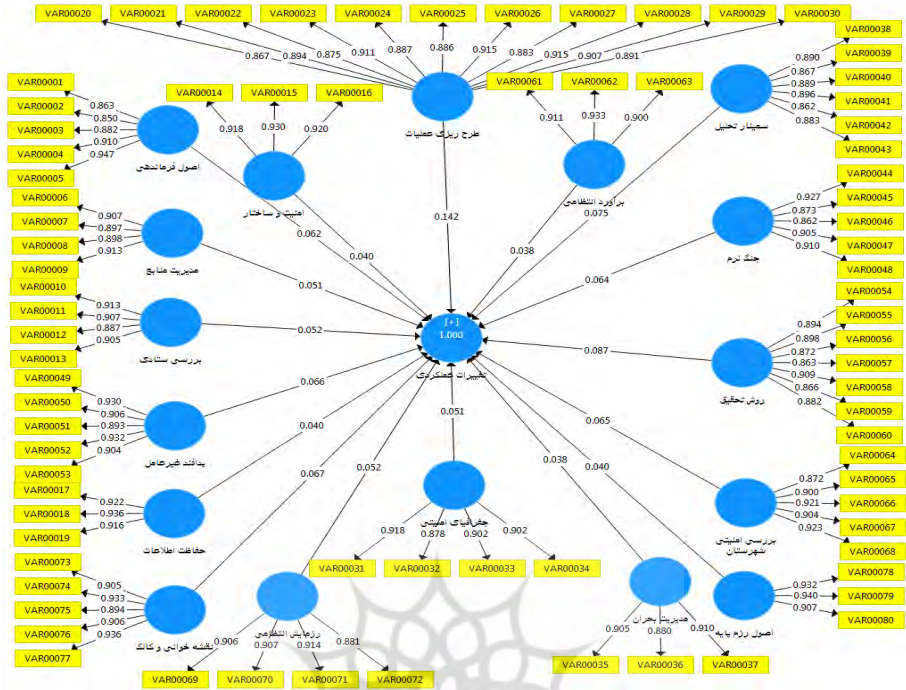 VAR00020 VAR00021 VAR00022 VAR00023 VAR00024 VAR00025 VAR00026 VAR00027 VAR00028 VAR00029 VAR00030
0.867 0.894 0.875 0.911 0.887 0.886 0.915 0.883 0.915 0.907 0.891
طرح ریزی عملیات
0.142
VAR00001
VAR00002
VAR00003
VAR00004
VAR00005
0.863
0.850
0.882
0.910
0.947
اصول فرماندهی
0.062
VAR00014 VAR00015 VAR00016
0.918 0.930 0.920
امنیت و ساختار
0.040
VAR00061 VAR00062 VAR00063
0.911 0.933 0.900
براورد انتظامی
0.038
VAR00038
VAR00039
VAR00040
VAR00041
VAR00042
VAR00043
0.890
0.867
0.889
0.896
0.862
0.883
سمینار تحلیل
0.075
VAR00006
VAR00007
VAR00008
VAR00009
0.907
0.897
0.898
0.913
مدیریت منابع
0.051
VAR00044
VAR00045
VAR00046
VAR00047
VAR00048
0.927
0.873
0.862
0.905
0.910
جنگ نرم
0.064
VAR00010
VAR00011
VAR00012
VAR00013
0.913
0.907
0.887
0.905
بررسی ستادی
0.052
[+]
1.000
تغییرات عملکردی
VAR00054
VAR00055
VAR00056
VAR00057
VAR00058
VAR00059
VAR00060
0.894
0.898
0.872
0.863
0.909
0.866
0.882
روش تحقیق
0.087
VAR00049
VAR00050
VAR00051
VAR00052
VAR00053
0.930
0.906
0.893
0.932
0.904
پدافند غیرعامل
0.066
VAR00017
VAR00018
VAR00019
0.922
0.936
0.916
حفاظت اطلاعات
0.040
VAR00064
VAR00065
VAR00066
VAR00067
VAR00068
0.872
0.900
0.921
0.904
0.923
بررسی امنیتی
شهرستان
0.065
VAR00073
VAR00074
VAR00075
VAR00076
VAR00077
0.905
0.933
0.894
0.906
0.936
نقشه خوانی و
0.067
رزمایش انتظامی
0.052
0.906 0.907 0.914 0.881
VAR00069 VAR00070 VAR00071 VAR00072
جغرافیای امنیتی
0.051
0.918 0.878 0.902 0.902
VAR00031 VAR00032 VAR00033 VAR00034
مدیریت بحران
0.038
0.905 0.880 0.910
VAR00035 VAR00036 VAR00037
VAR00078
VAR00079
VAR00080
0.932
0.940
0.907
اصول رزم پایه
0.040